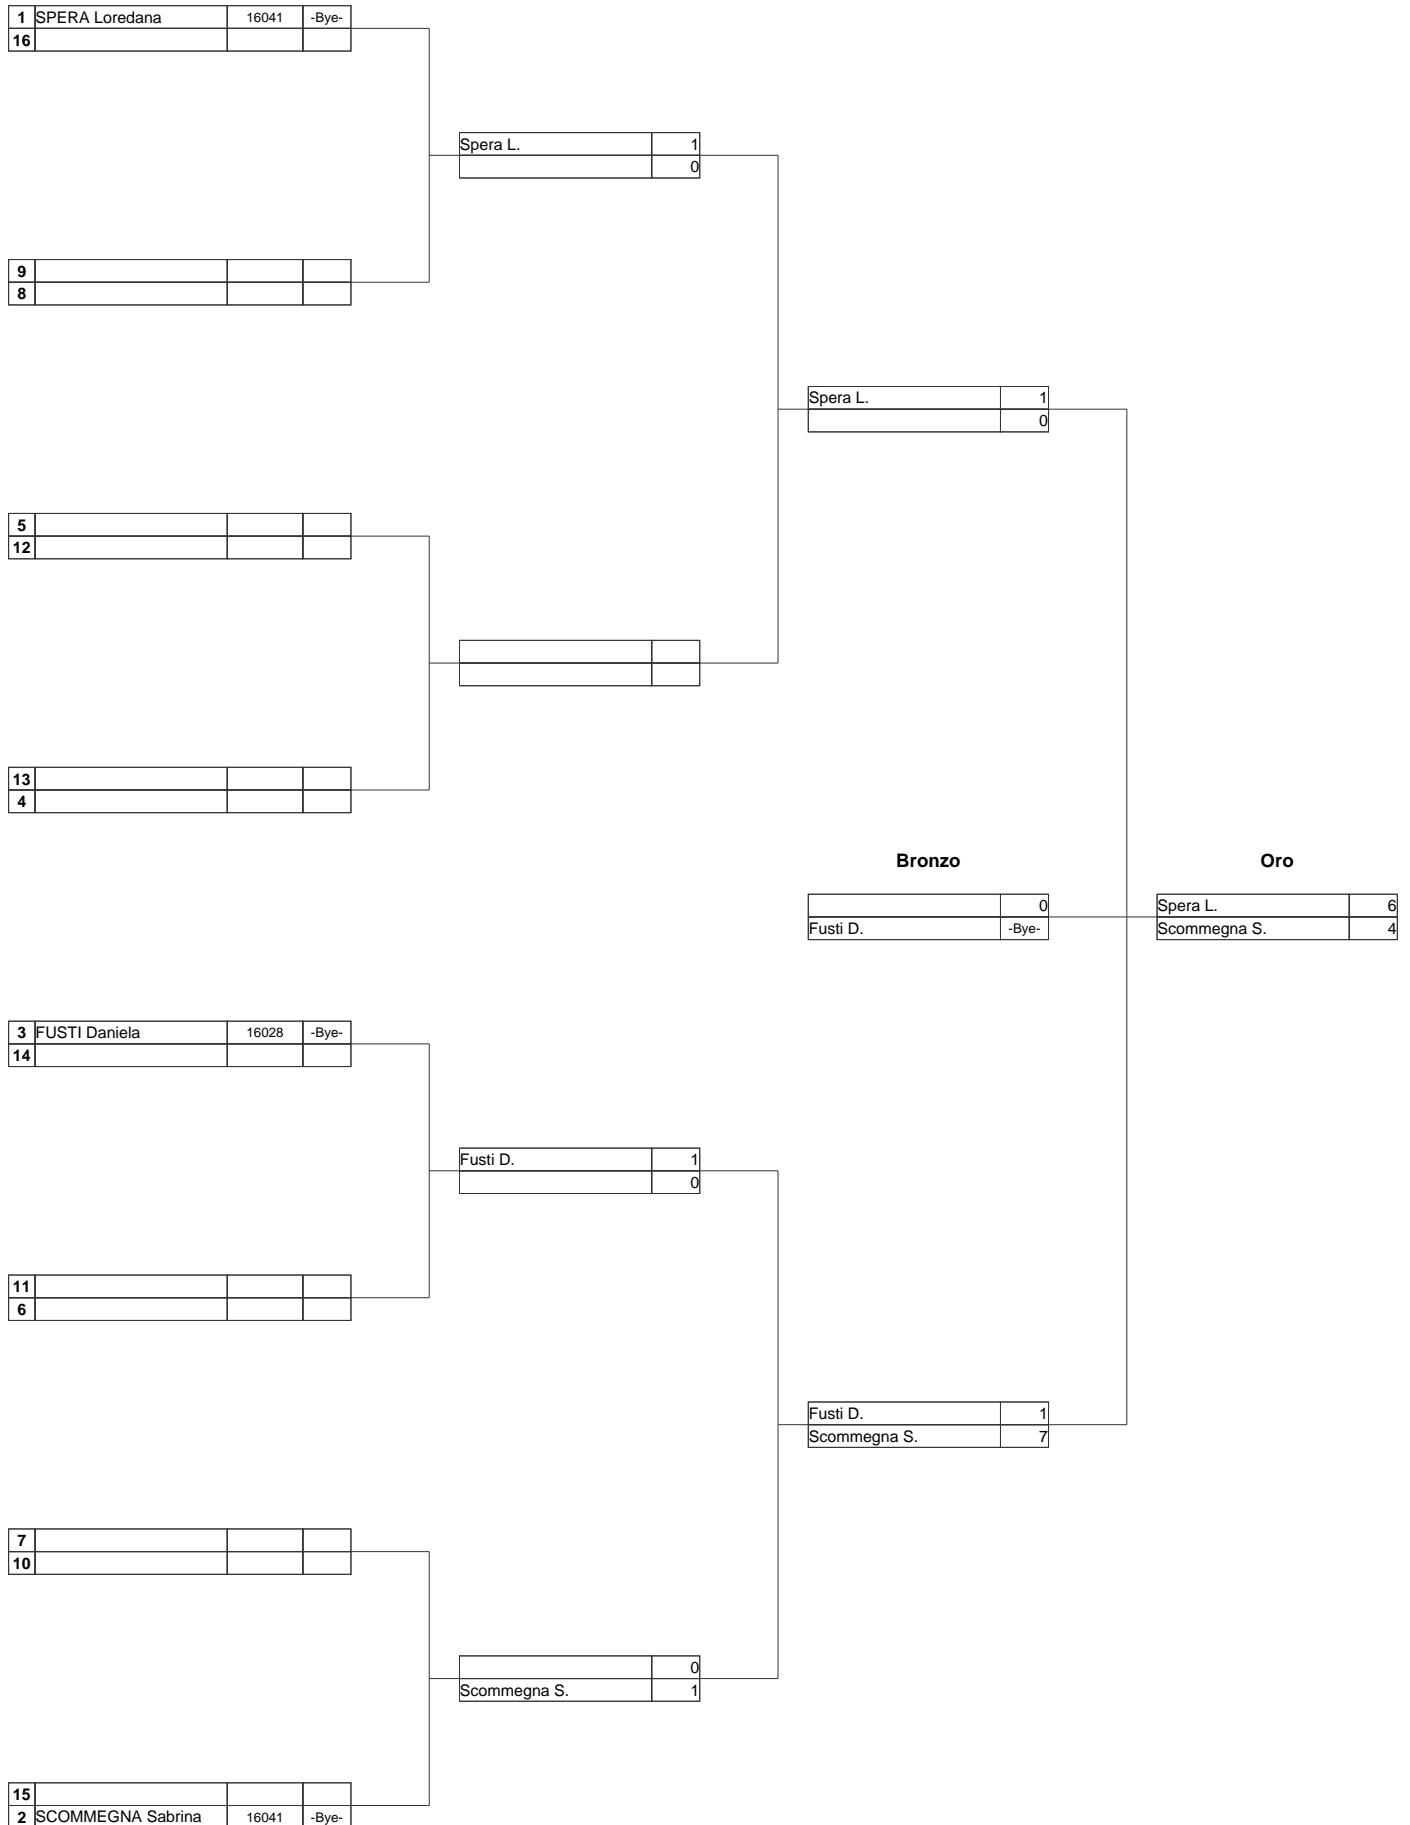 1 SPERA Loredana 16041 -Bye-
16
Spera L. 1
0
9
8
Spera L. 1
0
5
12
13
4
Bronzo Oro
0 Spera L. 6
Fusti D. -Bye- Scommegna S. 4
3 FUSTI Daniela 16028 -Bye-
14
Fusti D. 1
0
11
6
Fusti D. 1
Scommegna S. 7
7
10
0
Scommegna S. 1
15
2 SCOMMEGNA Sabrina 16041 -Bye-